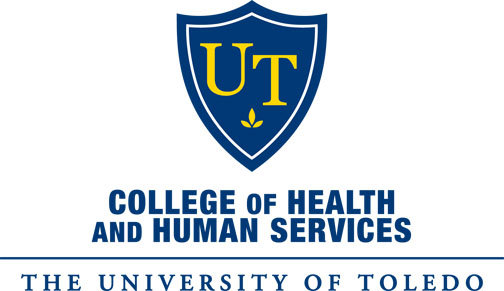 UT
COLLEGE OF HEALTH
AND HUMAN SERVICES
THE UNIVERSITY OF TOLEDO